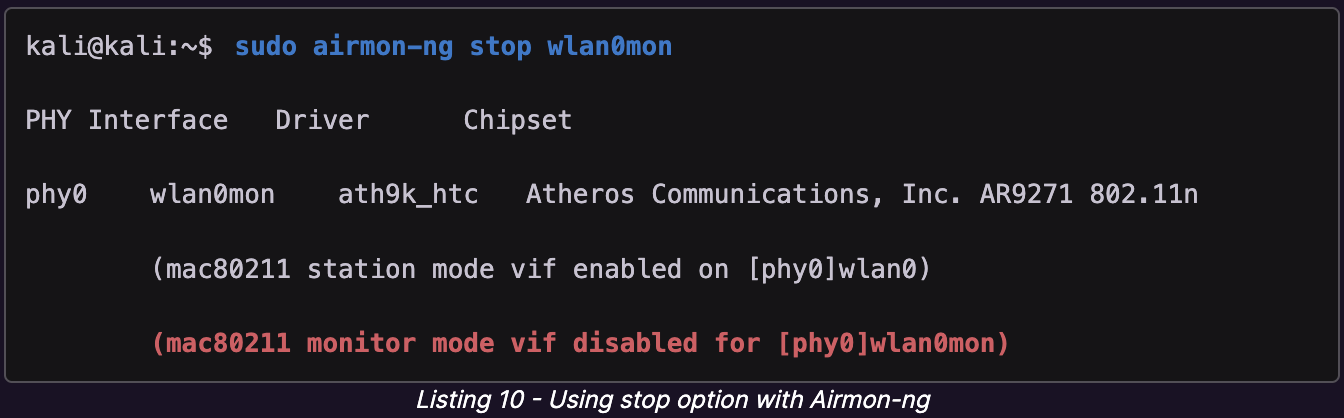 kali@kali:~$ sudo airmon-ng stop wlan0mon
PHY Interface   Driver      Chipset
phy0    wlan0mon    ath9k_htc   Atheros Communications, Inc. AR9271 802.11n
        (mac80211 station mode vif enabled on [phy0]wlan0)
        (mac80211 monitor mode vif disabled for [phy0]wlan0mon)
Listing 10 - Using stop option with Airmon-ng